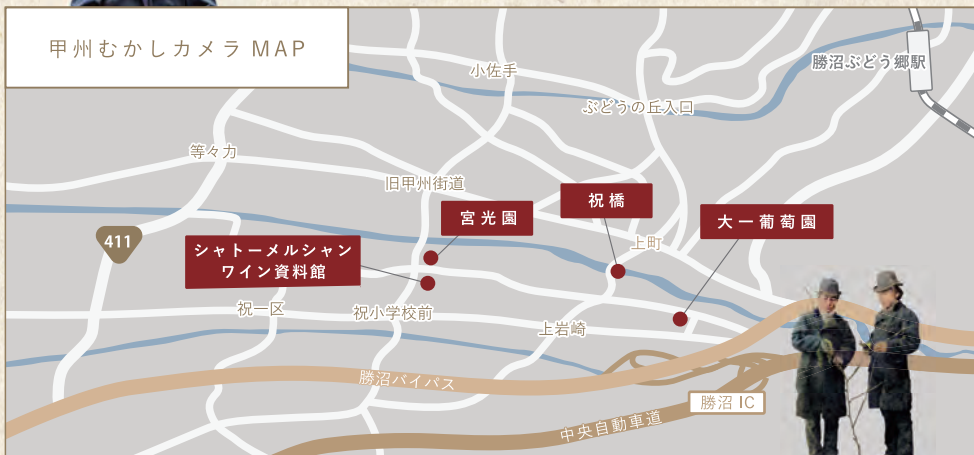 甲州むかしカメラ MAP
小佐手
勝沼ぶどう郷駅
ぶどうの丘入口
等々力
旧甲州街道
祝橋
宮光園
大一葡萄園
411
シャトーメルシャン
ワイン資料館
上町
祝一区
祝小学校前
上岩崎
勝沼バイパス
勝沼 IC
中央自動車道